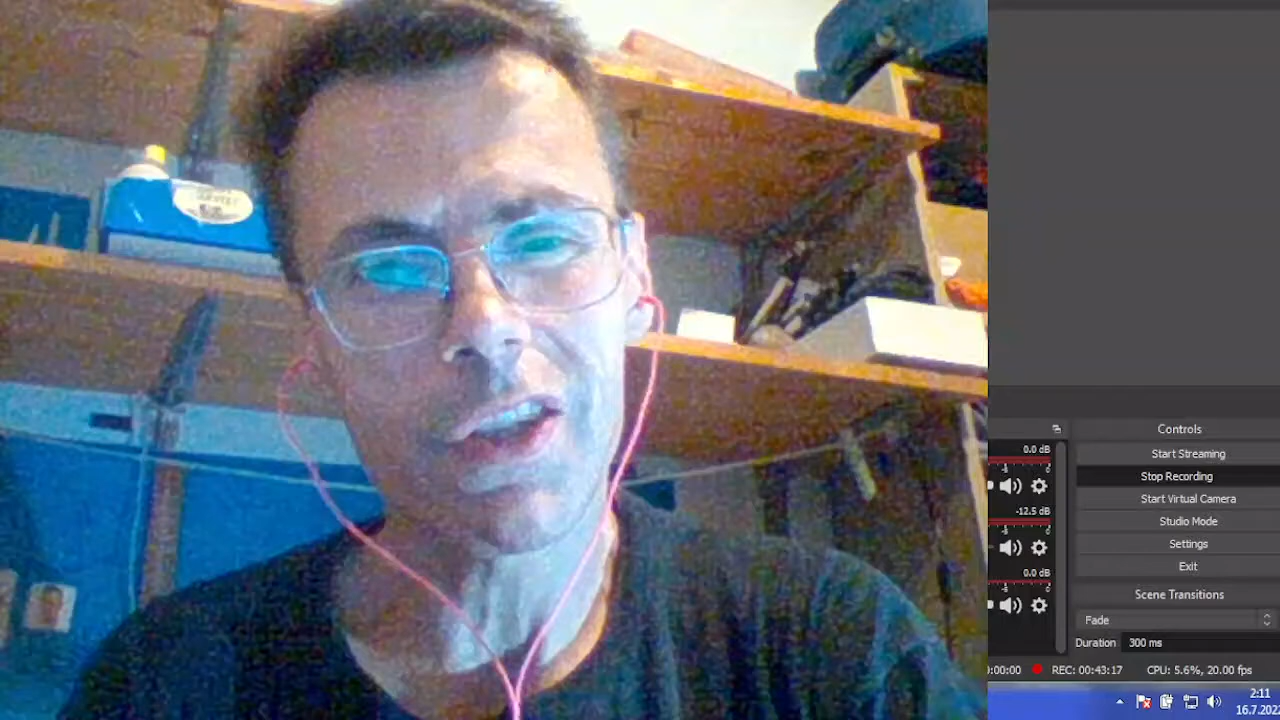 Controls
0.0 dB
Start Streaming
Stop Recording
Start Virtual Camera
-12.5 dB
Studio Mode
Settings
Exit
0.0 dB
Scene Transitions
Fade
Duration 300 ms
0:00:00 REC: 00:43:17 CPU: 5.6%, 20.00 fps
2:11
16.7.202